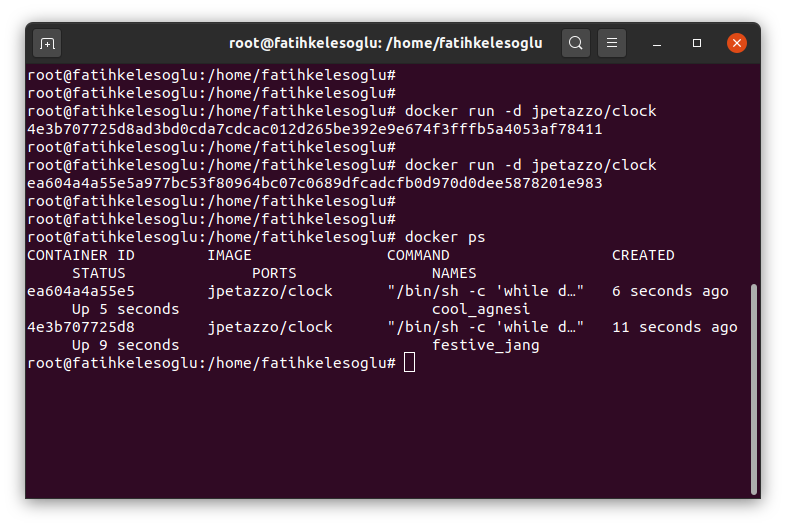 root@fatihkelesoglu: /home/fatihkelesoglu
root@fatihkelesoglu:/home/fatihkelesoglu#
root@fatihkelesoglu:/home/fatihkelesoglu#
root@fatihkelesoglu:/home/fatihkelesoglu# docker run -d jpetazzo/clock
4e3b707725d8ad3bd0cda7cdcac012d265be392e9e674f3fffb5a4053af78411
root@fatihkelesoglu:/home/fatihkelesoglu#
root@fatihkelesoglu:/home/fatihkelesoglu# docker run -d jpetazzo/clock
ea604a4a55e5a977bc53f80964bc07c0689dfcadcfb0d970d0dee5878201e983
root@fatihkelesoglu:/home/fatihkelesoglu#
root@fatihkelesoglu:/home/fatihkelesoglu#
root@fatihkelesoglu:/home/fatihkelesoglu# docker ps
CONTAINER ID        IMAGE               COMMAND                  CREATED
     STATUS              PORTS               NAMES
ea604a4a55e5        jpetazzo/clock      "/bin/sh -c 'while d…"   6 seconds ago
     Up 5 seconds                            cool_agnesi
4e3b707725d8        jpetazzo/clock      "/bin/sh -c 'while d…"   11 seconds ago
     Up 9 seconds                            festive_jang
root@fatihkelesoglu:/home/fatihkelesoglu#